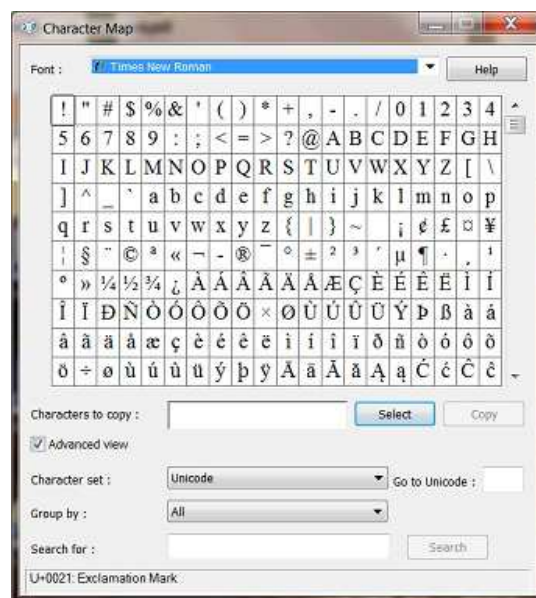 Character Map
Font : Times New Roman Help
! " # $ % & ' ( ) * + , - . / 0 1 2 3 4
5 6 7 8 9 : ; < = > ? @ A B C D E F G H
I J K L M N O P Q R S T U V W X Y Z [ \
] ^ _ ` a b c d e f g h i j k l m n o p
q r s t u v w x y z { | } ~ ¡ ¢ £ ¤ ¥
¦ § ¨ © ª « ¬ - ® ¯ ° ± ² ³ ´ µ ¶ · ¸ ¹
º » ¼ ½ ¾ ¿ À Á Â Ã Ä Å Æ Ç È É Ê Ë Ì Í
Î Ï Ð Ñ Ò Ó Ô Õ Ö × Ø Ù Ú Û Ü Ý Þ ß à á
â ã ä å æ ç è é ê ë ì í î ï ð ñ ò ó ô õ
ö ÷ ø ù ú û ü ý þ ÿ Ā ā Ă ă Ą ą Ć ć Ĉ ĉ
Characters to copy : Select Copy
Advanced view
Character set : Unicode Go to Unicode :
Group by : All
Search for : Search
U+0021: Exclamation Mark